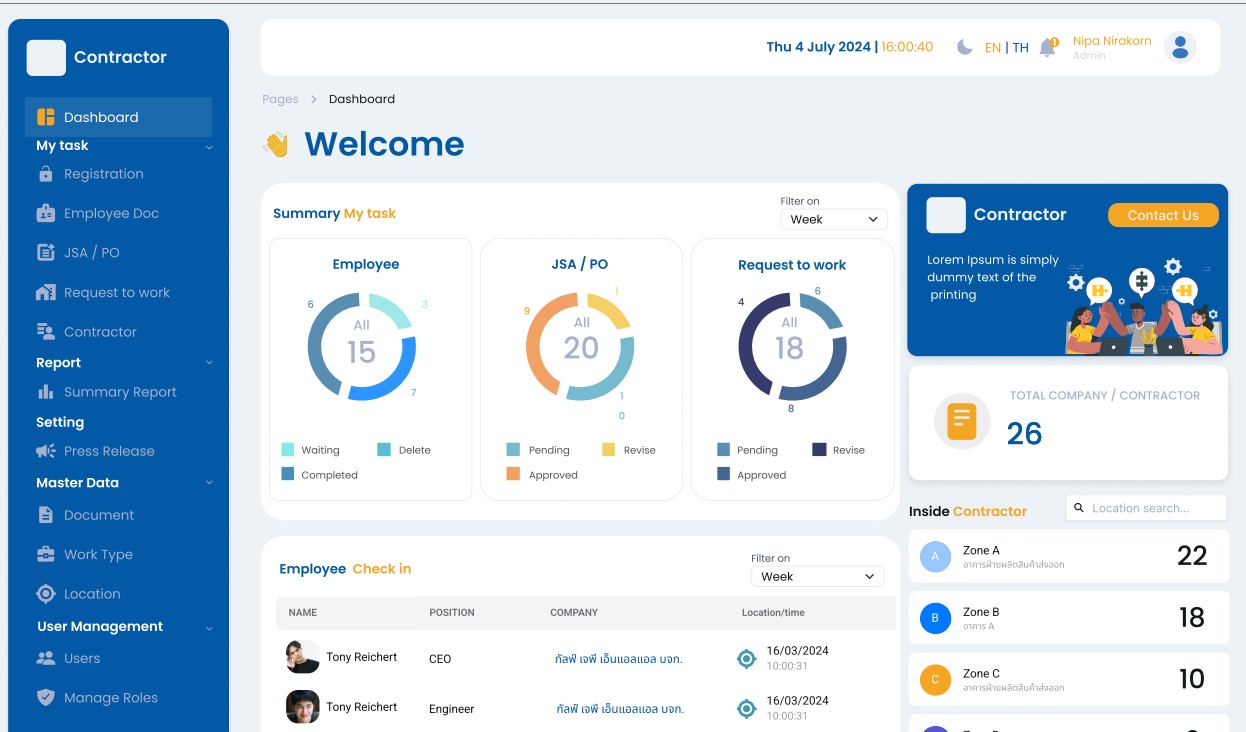 Contractor
Dashboard
My task
Registration
Employee Doc
JSA / PO
Request to work
Contractor
Report
Summary Report
Setting
Press Release
Master Data
Document
Work Type
Location
User Management
Users
Manage Roles
Thu 4 July 2024 | 16:00:40
EN | TH
1
Nipa Nirakorn
Admin
Pages > Dashboard
Welcome
Summary My task
Filter on
Week
Employee
6
3
All
15
7
Waiting
Delete
Completed
JSA / PO
1
9
All
20
1
0
Pending
Revise
Approved
Request to work
6
4
All
18
8
Pending
Revise
Approved
Employee Check in
Filter on
Week
NAME POSITION COMPANY Location/time
Tony Reichert CEO กัลฟ์ เจพี เอ็นแอลแอล บจก. 16/03/2024
10:00:31
Tony Reichert Engineer กัลฟ์ เจพี เอ็นแอลแอล บจก. 16/03/2024
10:00:31
Contractor
Contact Us
Lorem Ipsum is simply
dummy text of the
printing
TOTAL COMPANY / CONTRACTOR
26
Inside Contractor
Location search...
A Zone A 22
อาคารฝ่ายผลิตสินค้าส่งออก
B Zone B 18
อาคาร A
C Zone C 10
อาคารฝ่ายผลิตสินค้าส่งออก